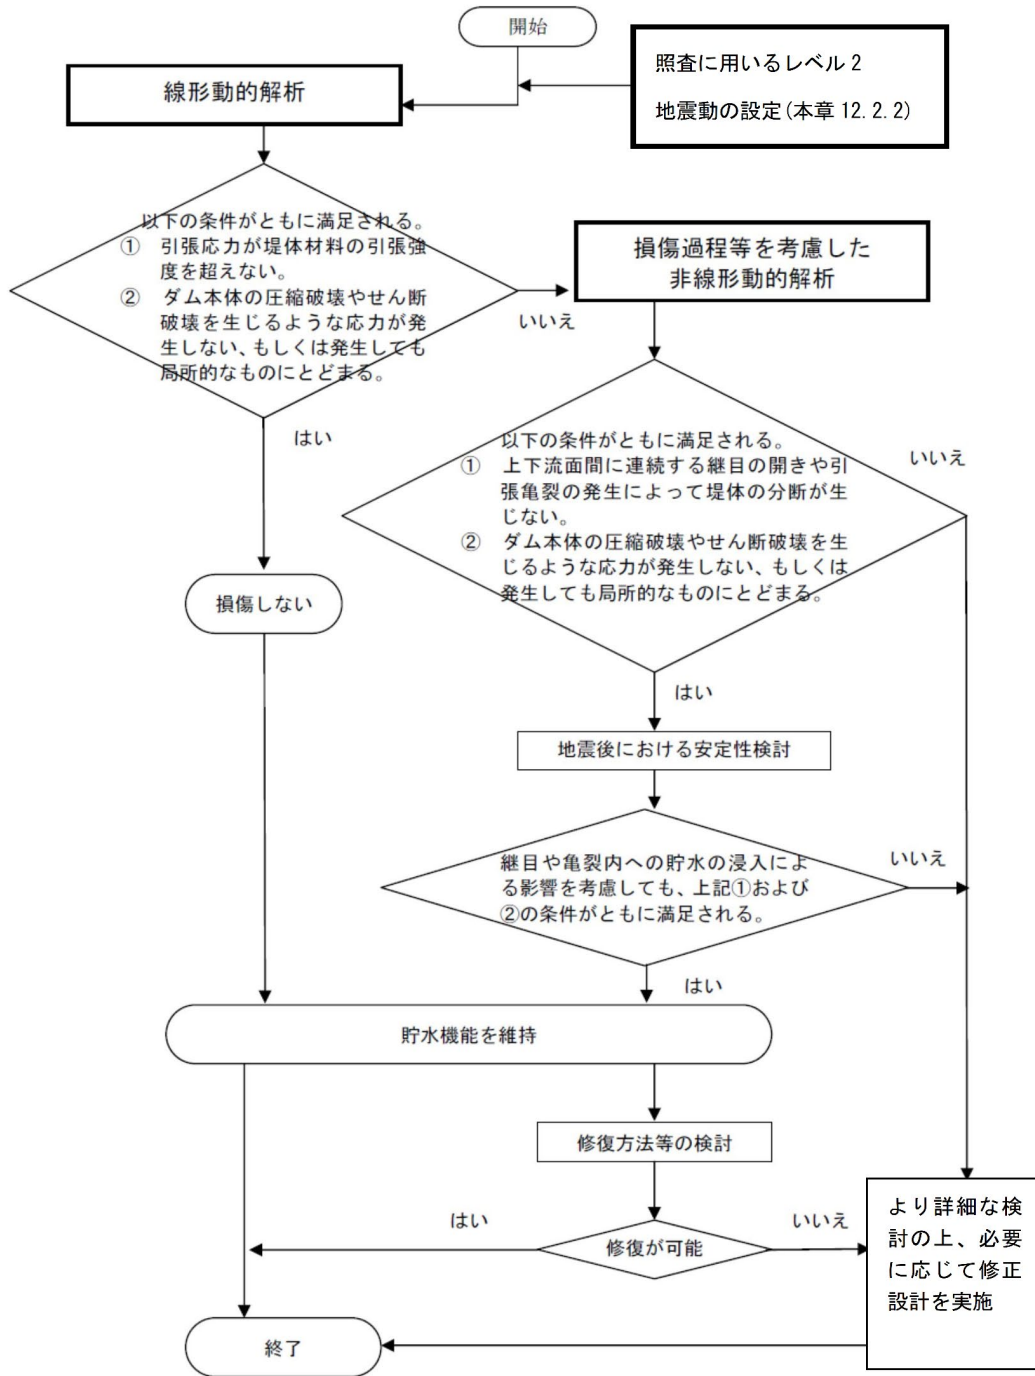 開始
照査に用いるレベル2
地震動の設定(本章12.2.2)
線形動的解析
以下の条件がともに満足される。
① 引張応力が堤体材料の引張強
度を超えない。
② ダム本体の圧縮破壊やせん断
破壊を生じるような応力が発
生しない、もしくは発生しても
局所的なものにとどまる。
いいえ
はい
損傷過程等を考慮した
非線形動的解析
以下の条件がともに満足される。
① 上下流面間に連続する継目の開きや引
張亀裂の発生によって堤体の分断が生
じない。
② ダム本体の圧縮破壊やせん断破壊を生
じるような応力が発生しない、もしくは
発生しても局所的なものにとどまる。
いいえ
はい
損傷しない
地震後における安定性検討
継目や亀裂内への貯水の浸入によ
る影響を考慮しても、上記①および
②の条件がともに満足される。
いいえ
はい
貯水機能を維持
修復方法等の検討
修復が可能
はい
いいえ
より詳細な検
討の上、必要
に応じて修正
設計を実施
終了